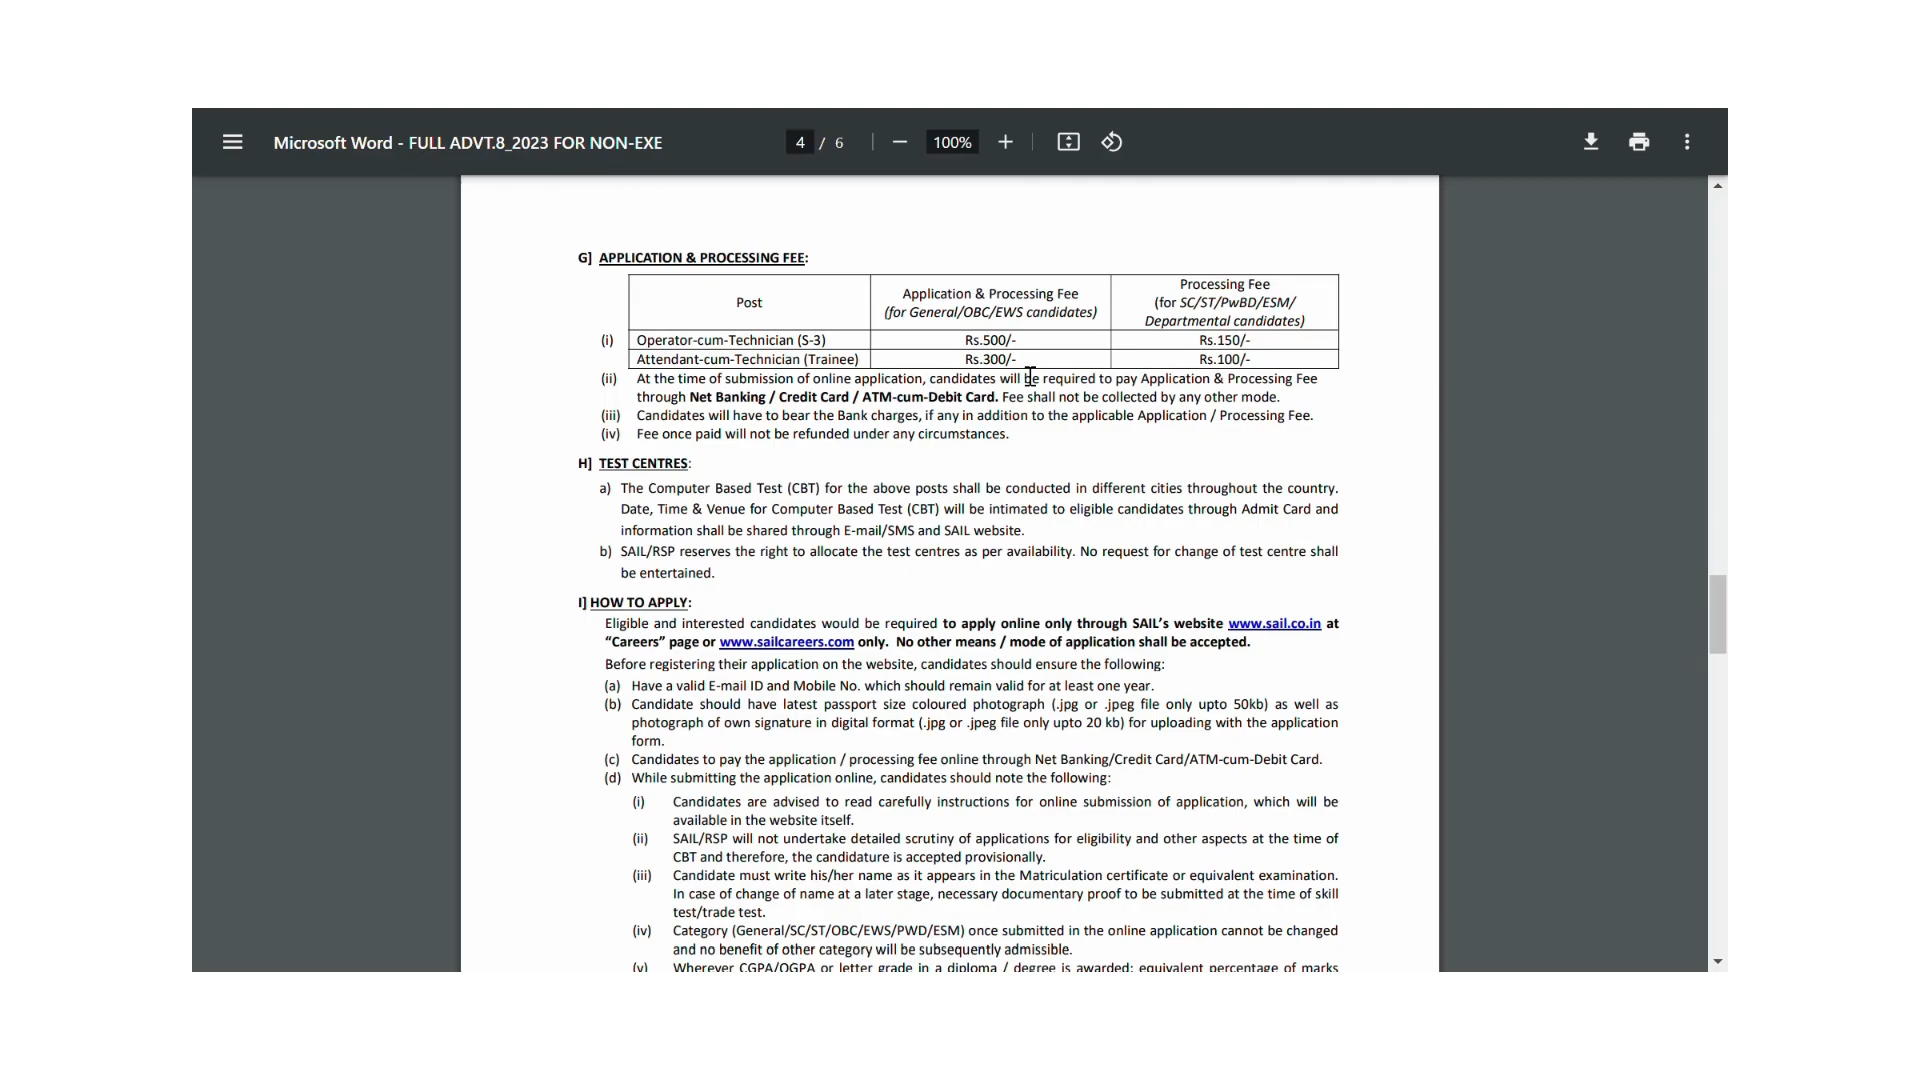 Microsoft Word - FULL ADVT.8_2023 FOR NON-EXE 4 / 6 100%
G] APPLICATION & PROCESSING FEE:
Post Application & Processing Fee (for General/OBC/EWS candidates) Processing Fee (for SC/ST/PwBD/ESM/ Departmental candidates)
(i) Operator-cum-Technician (S-3) Rs.500/- Rs.150/-
Attendant-cum-Technician (Trainee) Rs.300/- Rs.100/-
(ii) At the time of submission of online application, candidates will be required to pay Application & Processing Fee
through Net Banking / Credit Card / ATM-cum-Debit Card. Fee shall not be collected by any other mode.
(iii) Candidates will have to bear the Bank charges, if any in addition to the applicable Application / Processing Fee.
(iv) Fee once paid will not be refunded under any circumstances.
H] TEST CENTRES:
a) The Computer Based Test (CBT) for the above posts shall be conducted in different cities throughout the country.
Date, Time & Venue for Computer Based Test (CBT) will be intimated to eligible candidates through Admit Card and
information shall be shared through E-mail/SMS and SAIL website.
b) SAIL/RSP reserves the right to allocate the test centres as per availability. No request for change of test centre shall
be entertained.
I] HOW TO APPLY:
Eligible and interested candidates would be required to apply online only through SAIL's website www.sail.co.in at
“Careers” page or www.sailcareers.com only. No other means / mode of application shall be accepted.
Before registering their application on the website, candidates should ensure the following:
(a) Have a valid E-mail ID and Mobile No. which should remain valid for at least one year.
(b) Candidate should have latest passport size coloured photograph (.jpg or .jpeg file only upto 50kb) as well as
photograph of own signature in digital format (.jpg or .jpeg file only upto 20 kb) for uploading with the application
form.
(c) Candidates to pay the application / processing fee online through Net Banking/Credit Card/ATM-cum-Debit Card.
(d) While submitting the application online, candidates should note the following:
(i) Candidates are advised to read carefully instructions for online submission of application, which will be
available in the website itself.
(ii) SAIL/RSP will not undertake detailed scrutiny of applications for eligibility and other aspects at the time of
CBT and therefore, the candidature is accepted provisionally.
(iii) Candidate must write his/her name as it appears in the Matriculation certificate or equivalent examination.
In case of change of name at a later stage, necessary documentary proof to be submitted at the time of skill
test/trade test.
(iv) Category (General/SC/ST/OBC/EWS/PWD/ESM) once submitted in the online application cannot be changed
and no benefit of other category will be subsequently admissible.
(v) Wherever CGPA/OGPA or letter grade in a diploma / degree is awarded; equivalent percentage of marks